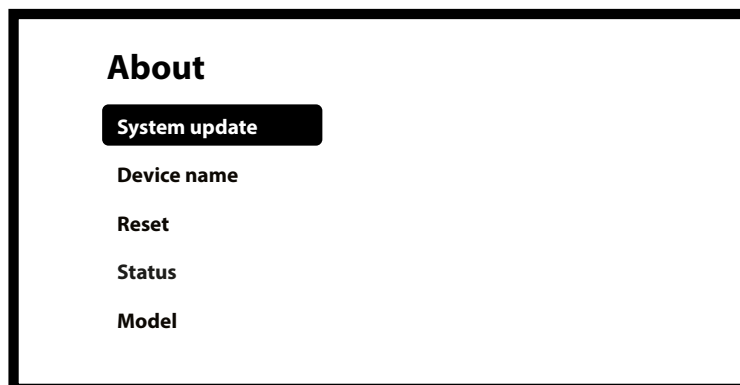 About
System update
Device name
Reset
Status
Model